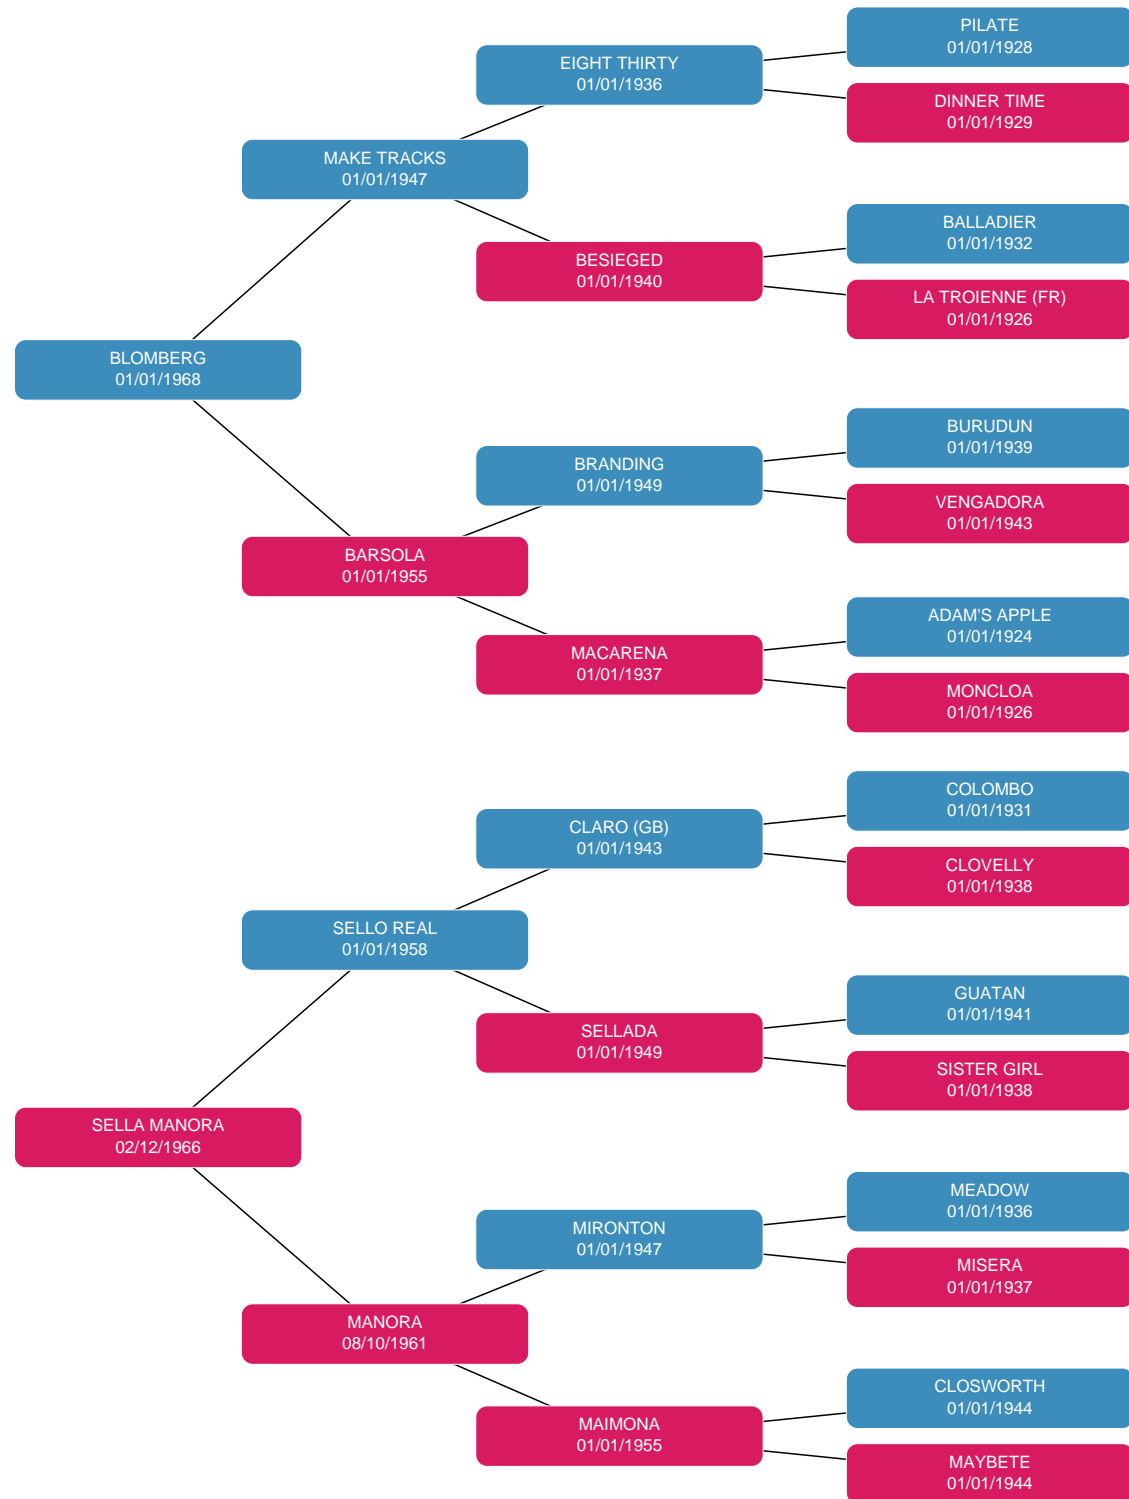 PILATE
01/01/1928
EIGHT THIRTY
01/01/1936
DINNER TIME
01/01/1929
MAKE TRACKS
01/01/1947
BALLADIER
01/01/1932
BESIEGED
01/01/1940
LA TROIENNE (FR)
01/01/1926
BLOMBERG
01/01/1968
BURUDUN
01/01/1939
BRANDING
01/01/1949
VENGADORA
01/01/1943
BARSOLA
01/01/1955
ADAM'S APPLE
01/01/1924
MACARENA
01/01/1937
MONCLOA
01/01/1926
COLOMBO
01/01/1931
CLARO (GB)
01/01/1943
CLOVELLY
01/01/1938
SELLO REAL
01/01/1958
GUATAN
01/01/1941
SELLADA
01/01/1949
SISTER GIRL
01/01/1938
SELLA MANORA
02/12/1966
MEADOW
01/01/1936
MIRONTON
01/01/1947
MISERA
01/01/1937
MANORA
08/10/1961
CLOSWORTH
01/01/1944
MAIMONA
01/01/1955
MAYBETE
01/01/1944